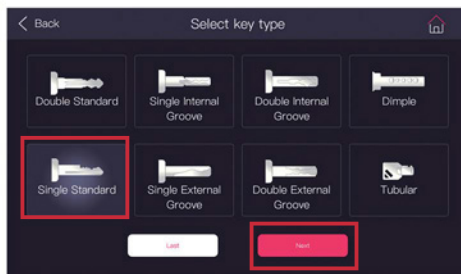 Back
Select key type
Double Standard
Single Internal
Groove
Double Internal
Groove
Dimple
Single Standard
Single External
Groove
Double External
Groove
Tubular
Last
Next